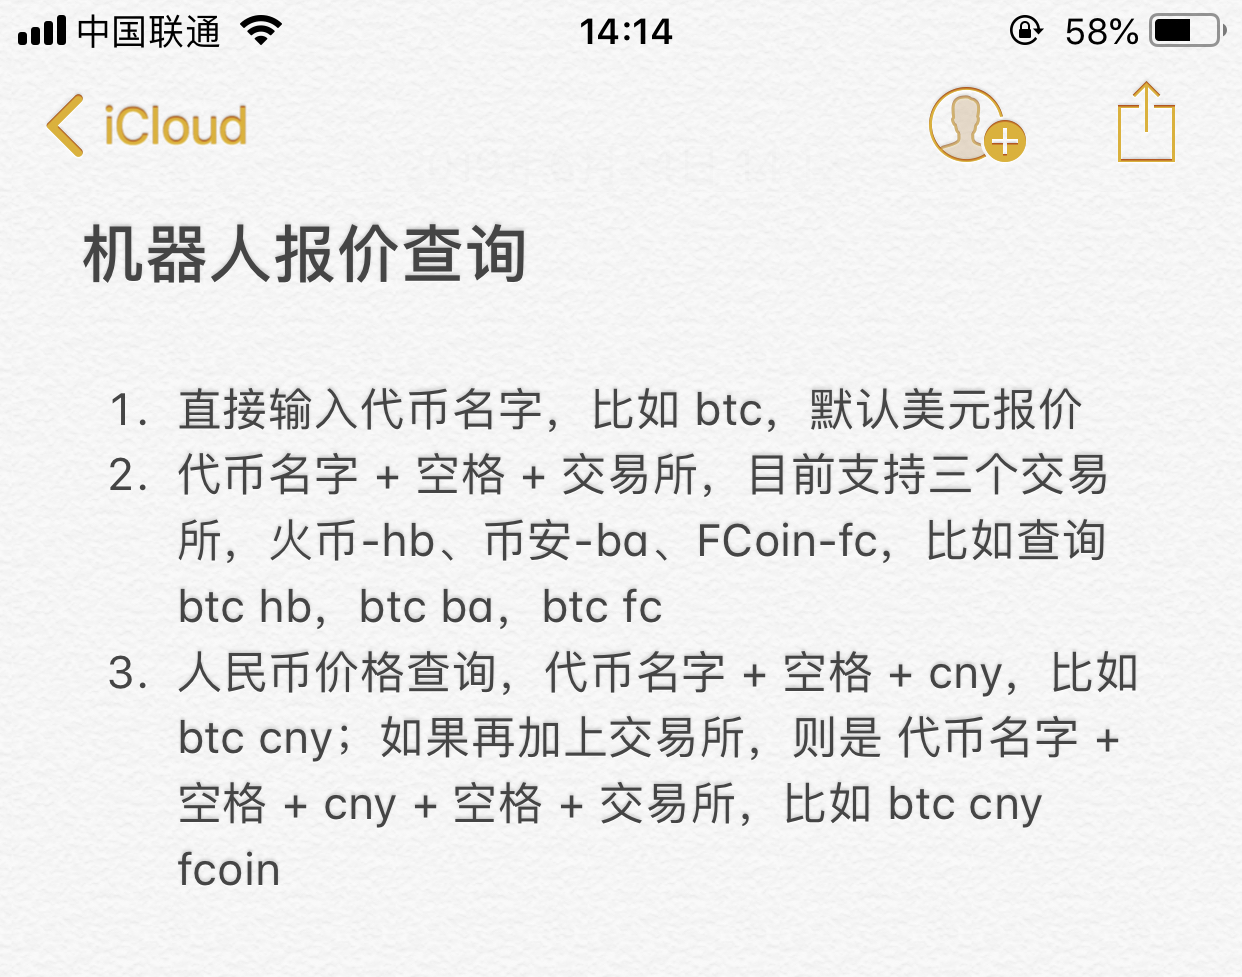 中国联通 14:14 58%
iCloud
机器人报价查询
1. 直接输入代币名字，比如 btc，默认美元报价
2. 代币名字 + 空格 + 交易所，目前支持三个交易
所，火币-hb、币安-ba、FCoin-fc，比如查询
btc hb，btc ba，btc fc
3. 人民币价格查询，代币名字 + 空格 + cny，比如
btc cny；如果再加上交易所，则是 代币名字 +
空格 + cny + 空格 + 交易所，比如 btc cny
fcoin